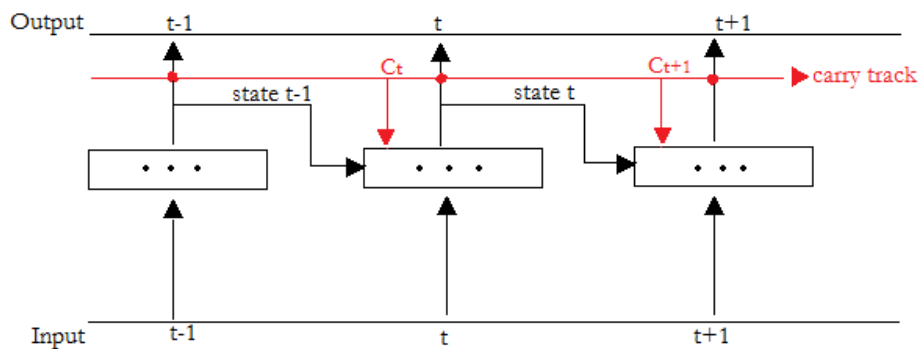 Output t-1 t t+1
Ct Ct+1 carry track
state t-1 state t
• • • • • • • • •
Input t-1 t t+1